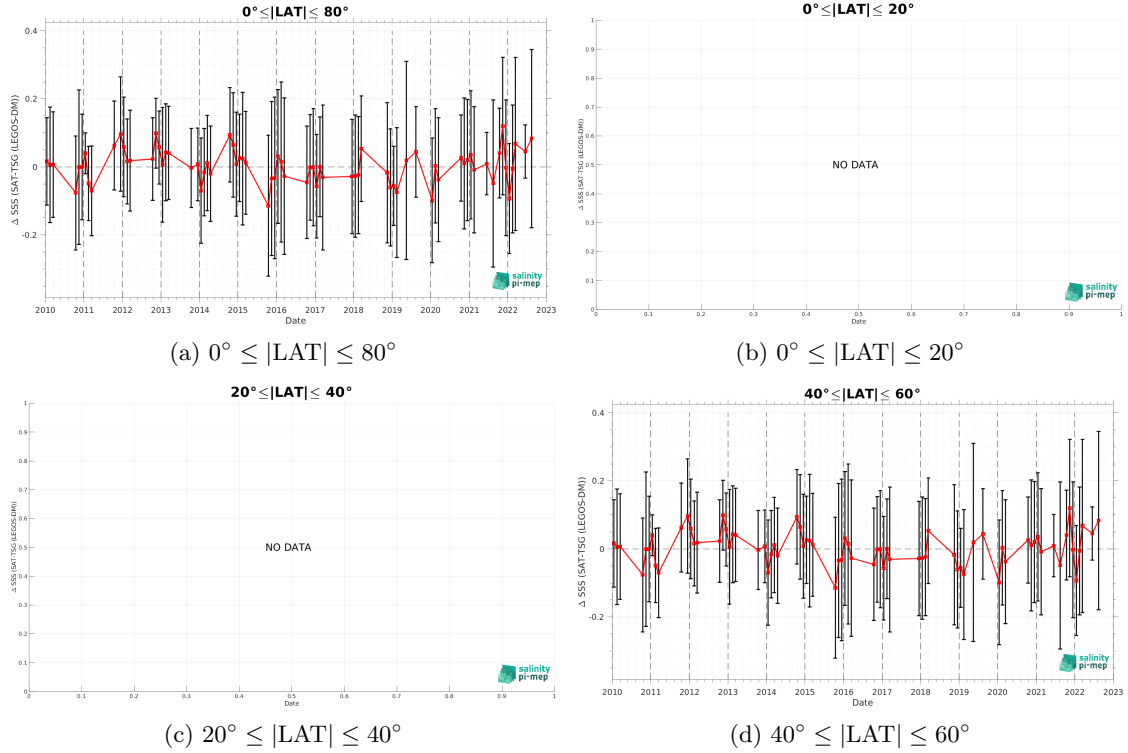 0°≤|LAT|≤ 80°
0.4
0.2
0
-0.2
Δ SSS (SAT-TSG (LEGOS-DM))
salinity
pi-mep
2010 2011 2012 2013 2014 2015 2016 2017 2018 2019 2020 2021 2022 2023
Date
(a) 0° ≤ |LAT| ≤ 80°
0°≤|LAT|≤ 20°
1
0.9
0.8
0.7
0.6
0.5
0.4
0.3
0.2
0.1
0
Δ SSS (SAT-TSG (LEGOS-DM))
NO DATA
salinity
pi-mep
0 0.1 0.2 0.3 0.4 0.5 0.6 0.7 0.8 0.9 1
Date
(b) 0° ≤ |LAT| ≤ 20°
20°≤|LAT|≤ 40°
1
0.9
0.8
0.7
0.6
0.5
0.4
0.3
0.2
0.1
0
Δ SSS (SAT-TSG (LEGOS-DM))
NO DATA
salinity
pi-mep
0 0.1 0.2 0.3 0.4 0.5 0.6 0.7 0.8 0.9 1
Date
(c) 20° ≤ |LAT| ≤ 40°
40°≤|LAT|≤ 60°
0.4
0.2
0
-0.2
Δ SSS (SAT-TSG (LEGOS-DM))
salinity
pi-mep
2010 2011 2012 2013 2014 2015 2016 2017 2018 2019 2020 2021 2022 2023
Date
(d) 40° ≤ |LAT| ≤ 60°